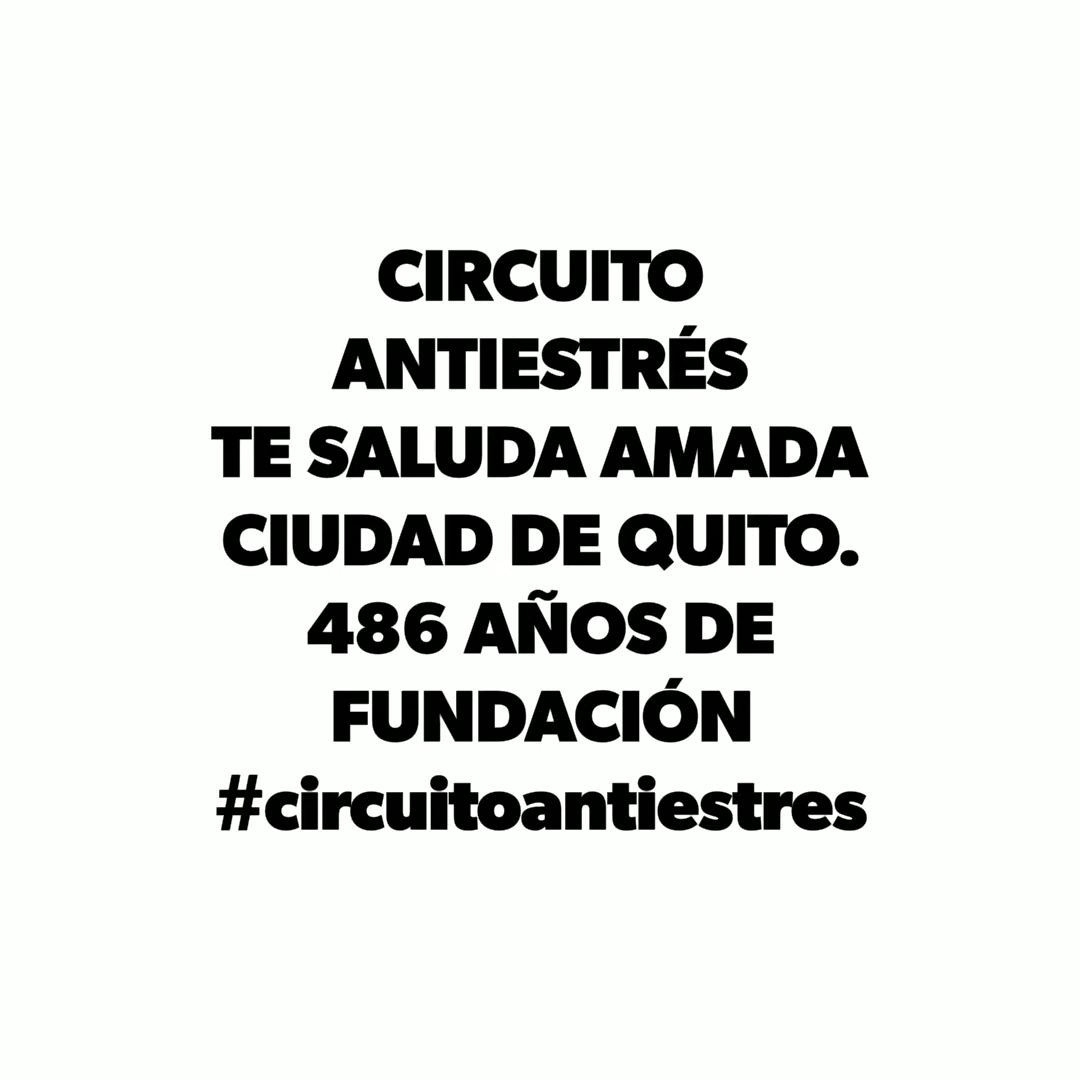 CIRCUITO
ANTIESTRÉS
TE SALUDA AMADA
CIUDAD DE QUITO.
486 AÑOS DE
FUNDACIÓN
#circuitoantiestres